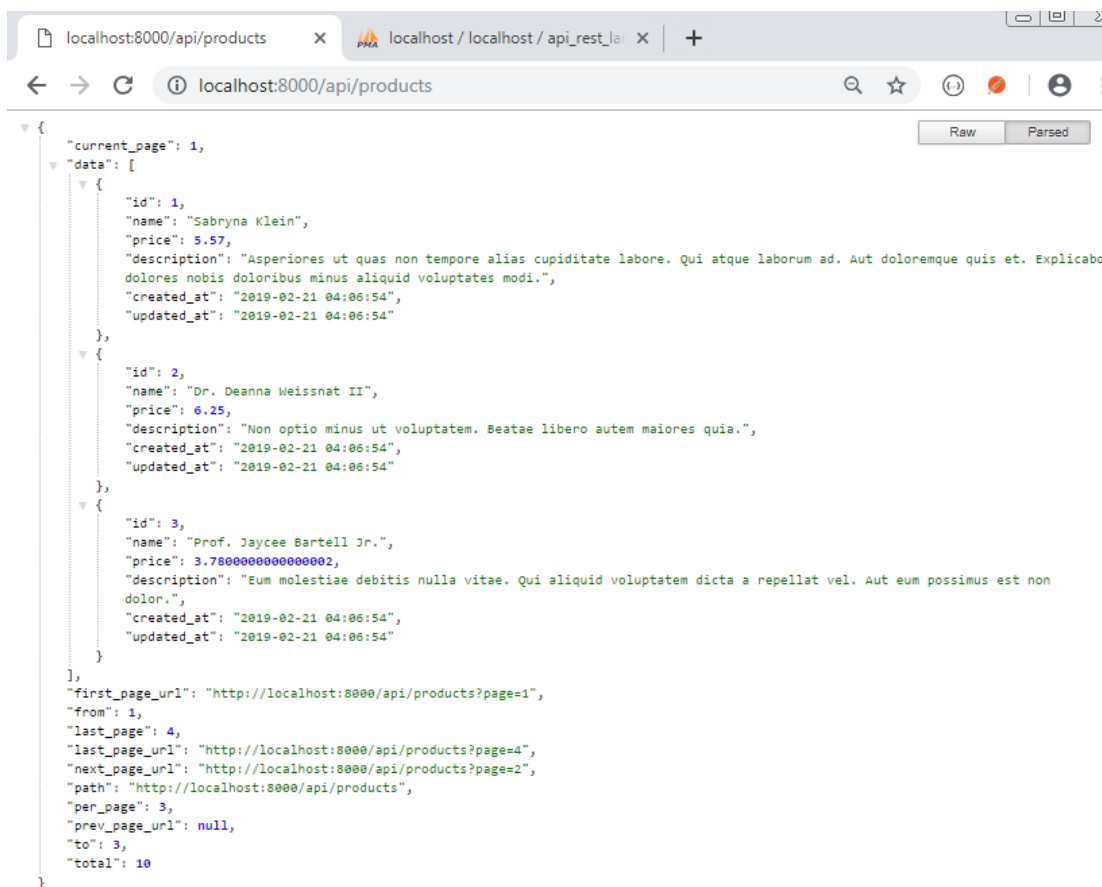 localhost:8000/api/products
PMA localhost / localhost / api_rest_la
localhost:8000/api/products
Raw Parsed
{
"current_page": 1,
"data": [
{
"id": 1,
"name": "Sabryna Klein",
"price": 5.57,
"description": "Asperiores ut quas non tempore alias cupiditate labore. Qui atque laborum ad. Aut doloremque quis et. Explicabo
dolores nobis doloribus minus aliquid voluptates modi.",
"created_at": "2019-02-21 04:06:54",
"updated_at": "2019-02-21 04:06:54"
},
{
"id": 2,
"name": "Dr. Deanna Weissnat II",
"price": 6.25,
"description": "Non optio minus ut voluptatem. Beatae libero autem maiores quia.",
"created_at": "2019-02-21 04:06:54",
"updated_at": "2019-02-21 04:06:54"
},
{
"id": 3,
"name": "Prof. Jaycee Bartell Jr.",
"price": 3.7800000000000002,
"description": "Eum molestiae debitis nulla vitae. Qui aliquid voluptatem dicta a repellat vel. Aut eum possimus est non
dolor.",
"created_at": "2019-02-21 04:06:54",
"updated_at": "2019-02-21 04:06:54"
}
],
"first_page_url": "http://localhost:8000/api/products?page=1",
"from": 1,
"last_page": 4,
"last_page_url": "http://localhost:8000/api/products?page=4",
"next_page_url": "http://localhost:8000/api/products?page=2",
"path": "http://localhost:8000/api/products",
"per_page": 3,
"prev_page_url": null,
"to": 3,
"total": 10
}